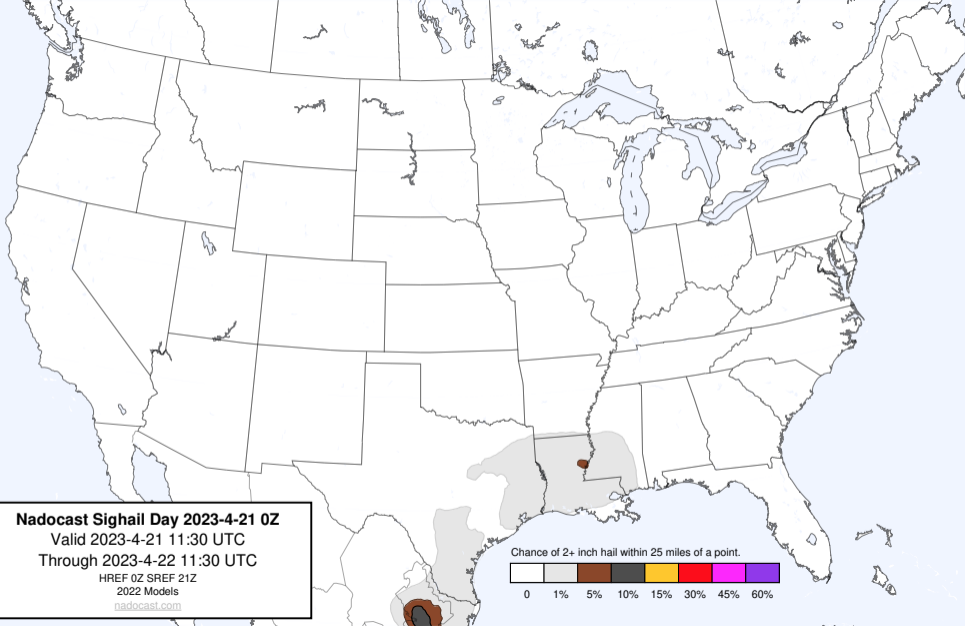 Nadocast Sighail Day 2023-4-21 0Z
Valid 2023-4-21 11:30 UTC
Through 2023-4-22 11:30 UTC
HREF 0Z SREF 21Z
2022 Models
nadocast.com
Chance of 2+ inch hail within 25 miles of a point.
0 1% 5% 10% 15% 30% 45% 60%